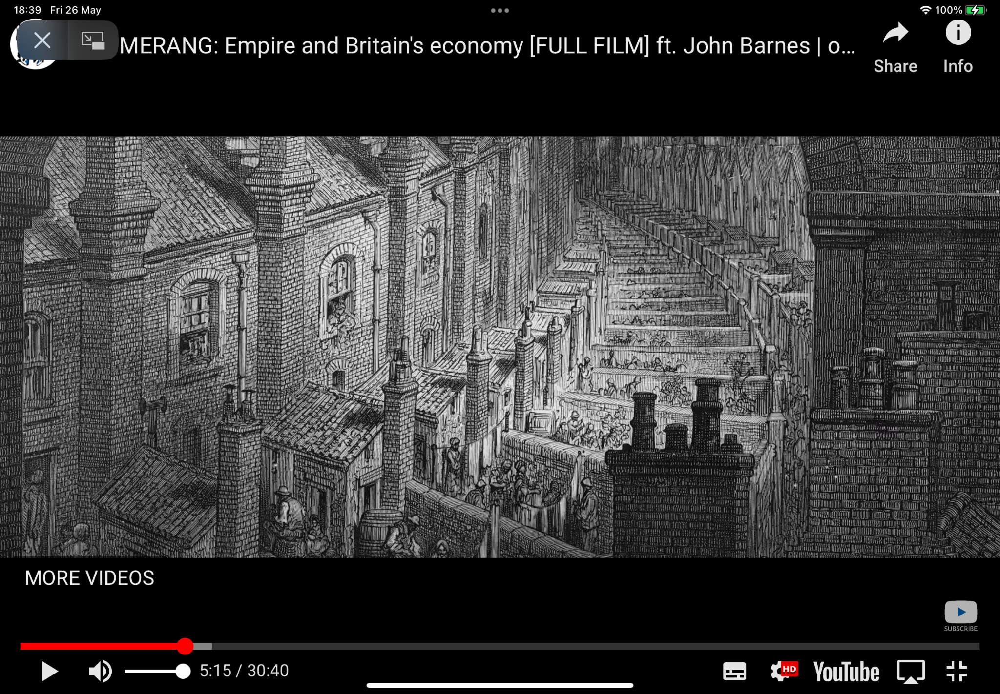 18:39 Fri 26 May
100%
MERANG: Empire and Britain's economy [FULL FILM] ft. John Barnes | o...
Share
Info
MORE VIDEOS
SUBSCRIBE
5:15 / 30:40
HD
YouTube